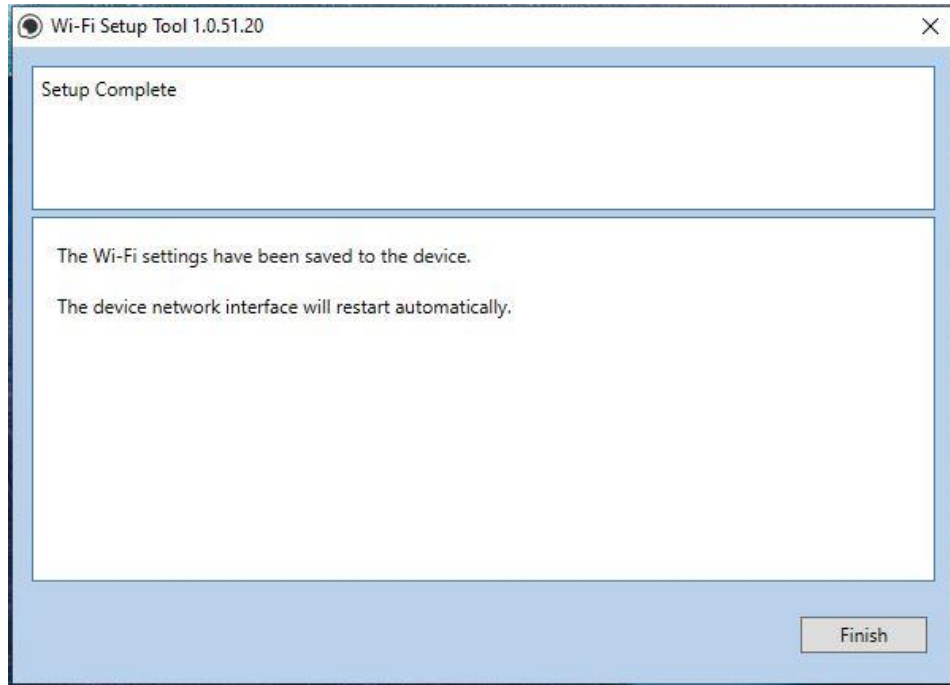 Wi-Fi Setup Tool 1.0.51.20
Setup Complete
The Wi-Fi settings have been saved to the device.
The device network interface will restart automatically.
Finish